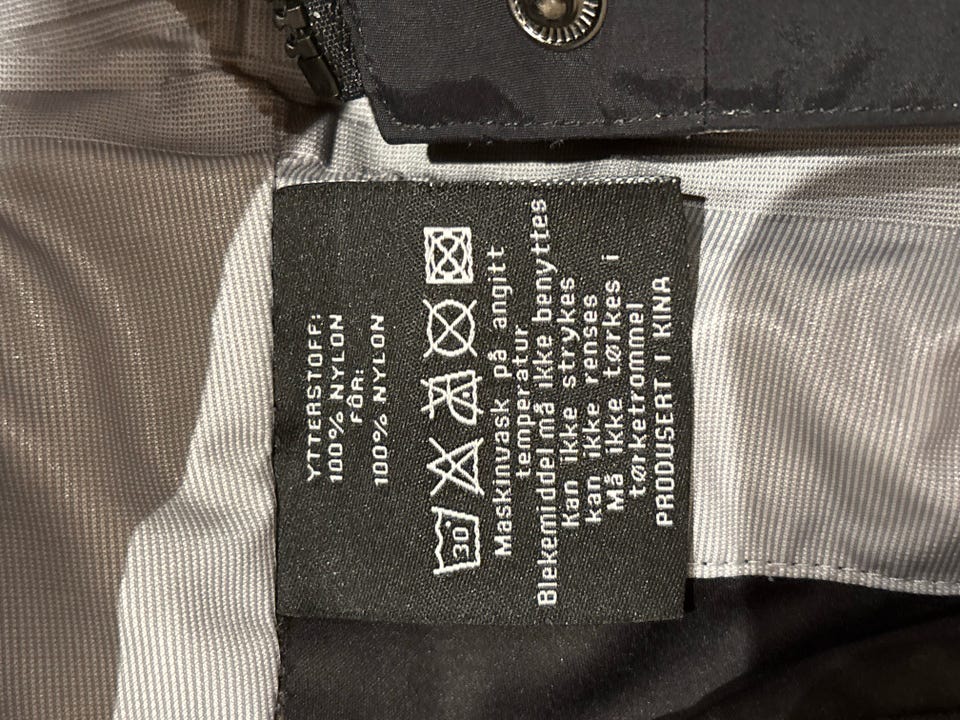 YTTERSTOFF:
100% NYLON
FÔR:
100% NYLON
30°
Maskinvask på angitt
temperatur
Blekemiddel må ikke benyttes
Kan ikke strykes
kan ikke renses
Må ikke tørkes i
tørketrommel
PRODUSERT I KINA